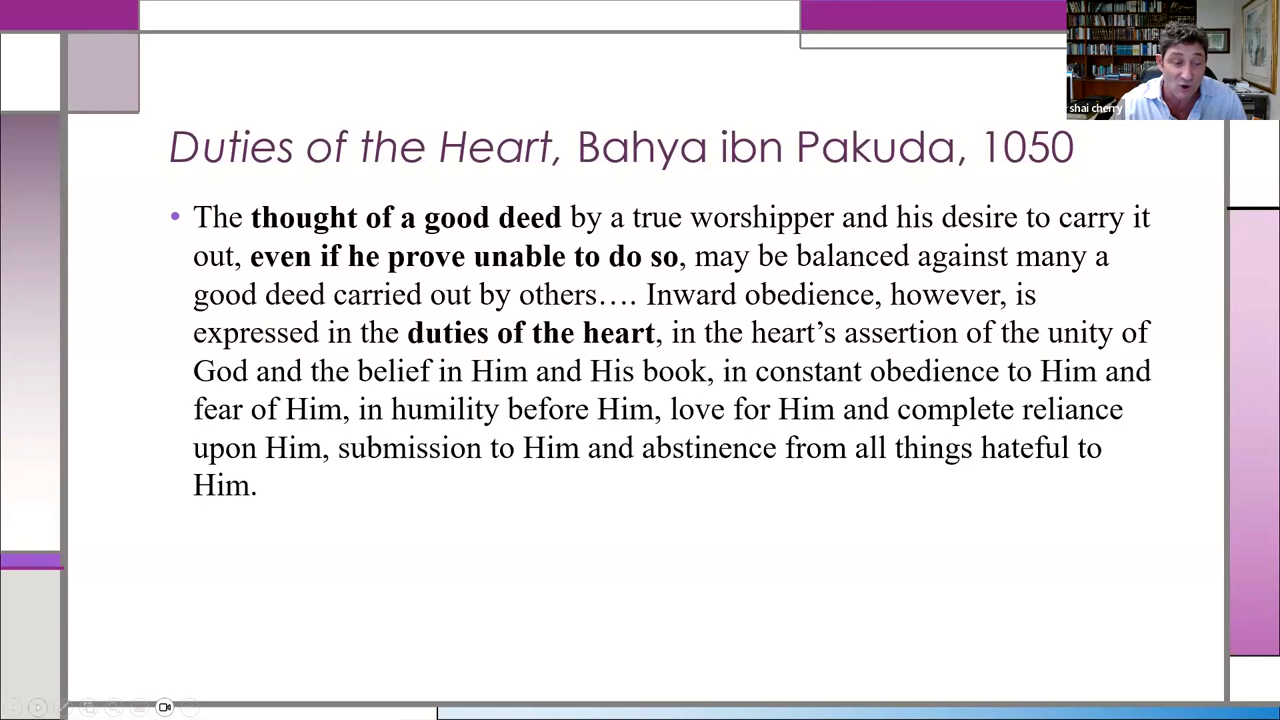 shai cherry
Duties of the Heart, Bahya ibn Pakuda, 1050
• The thought of a good deed by a true worshipper and his desire to carry it
out, even if he prove unable to do so, may be balanced against many a
good deed carried out by others…. Inward obedience, however, is
expressed in the duties of the heart, in the heart’s assertion of the unity of
God and the belief in Him and His book, in constant obedience to Him and
fear of Him, in humility before Him, love for Him and complete reliance
upon Him, submission to Him and abstinence from all things hateful to
Him.